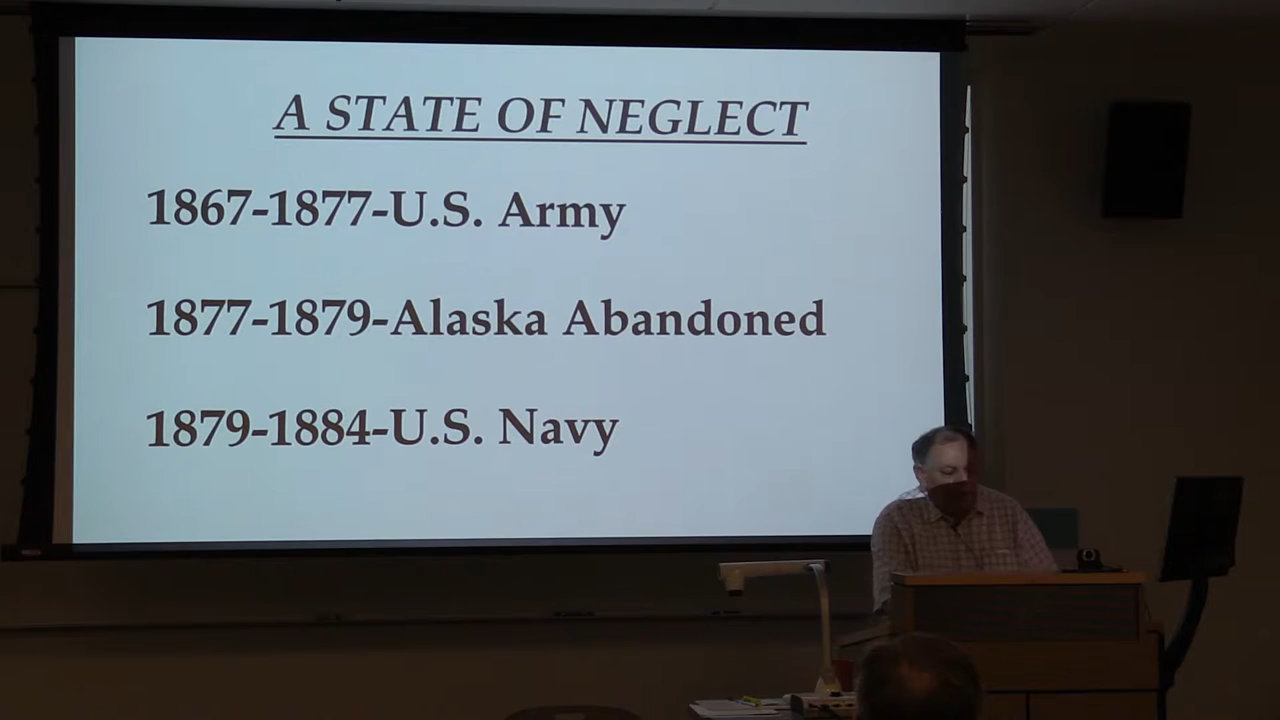 A STATE OF NEGLECT
1867-1877-U.S. Army
1877-1879-Alaska Abandoned
1879-1884-U.S. Navy